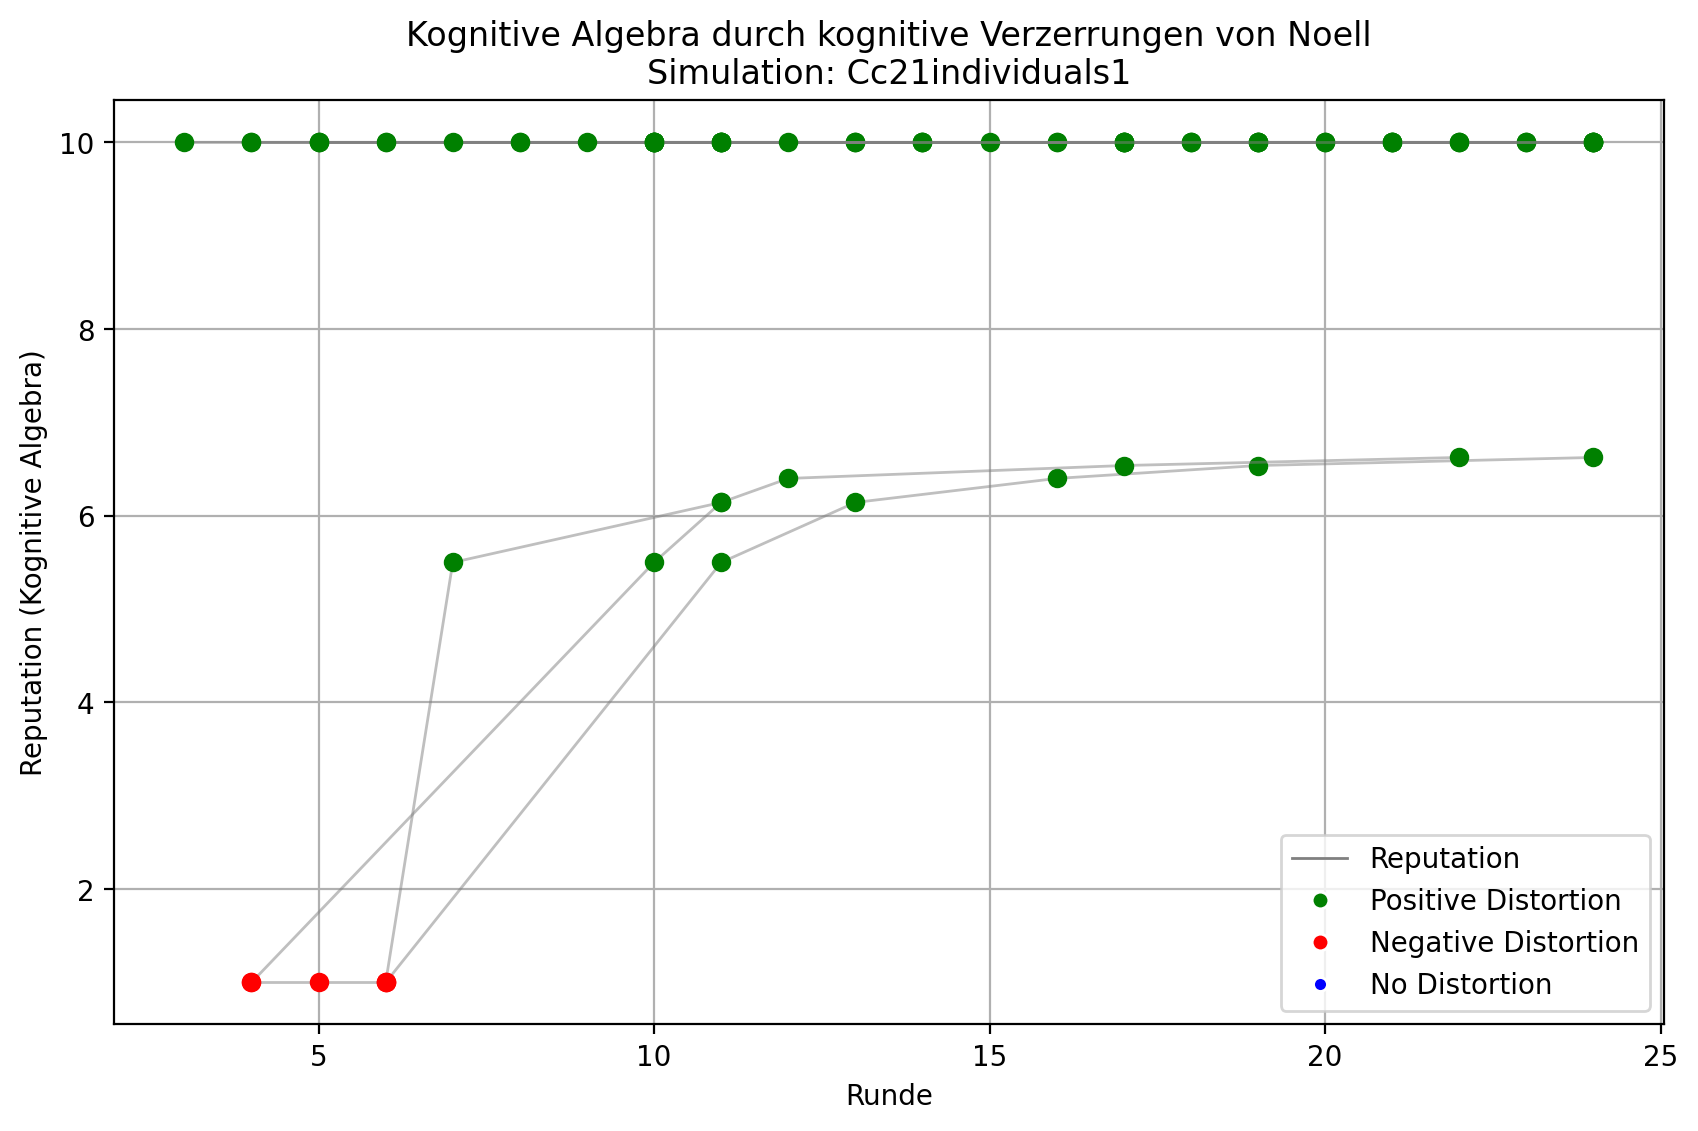 Kognitive Algebra durch kognitive Verzerrungen von Noell
Simulation: Cc21individuals1
Reputation (Kognitive Algebra)
10
8
6
4
2
Reputation
Positive Distortion
Negative Distortion
No Distortion
5 10 15 20 25
Runde